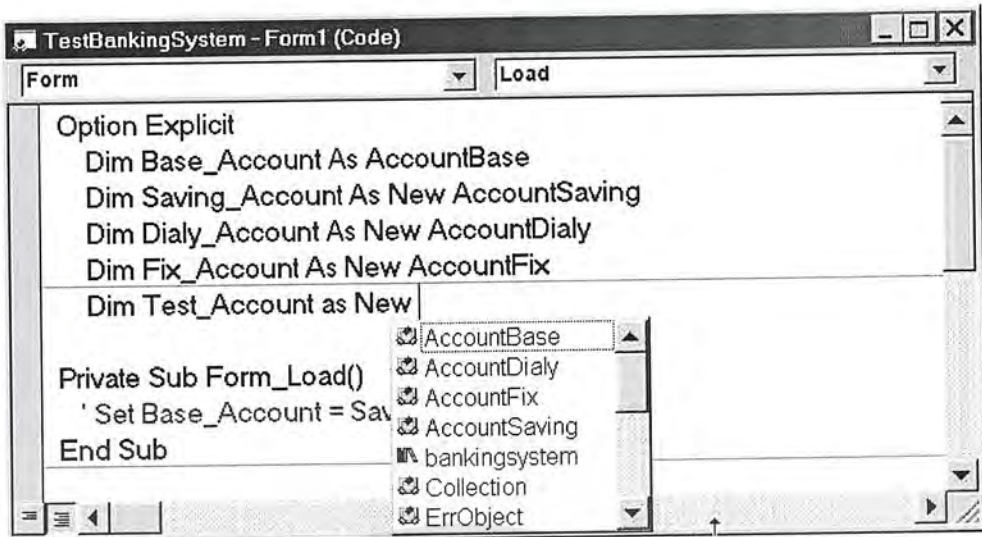 TestBankingSystem - Form1 (Code)
Form
Load
Option Explicit
Dim Base_Account As AccountBase
Dim Saving_Account As New AccountSaving
Dim Dialy_Account As New AccountDialy
Dim Fix_Account As New AccountFix
Dim Test_Account as New
AccountBase
AccountDialy
AccountFix
AccountSaving
bankingsystem
Collection
ErrObject
Private Sub Form_Load()
' Set Base_Account = Sav
End Sub